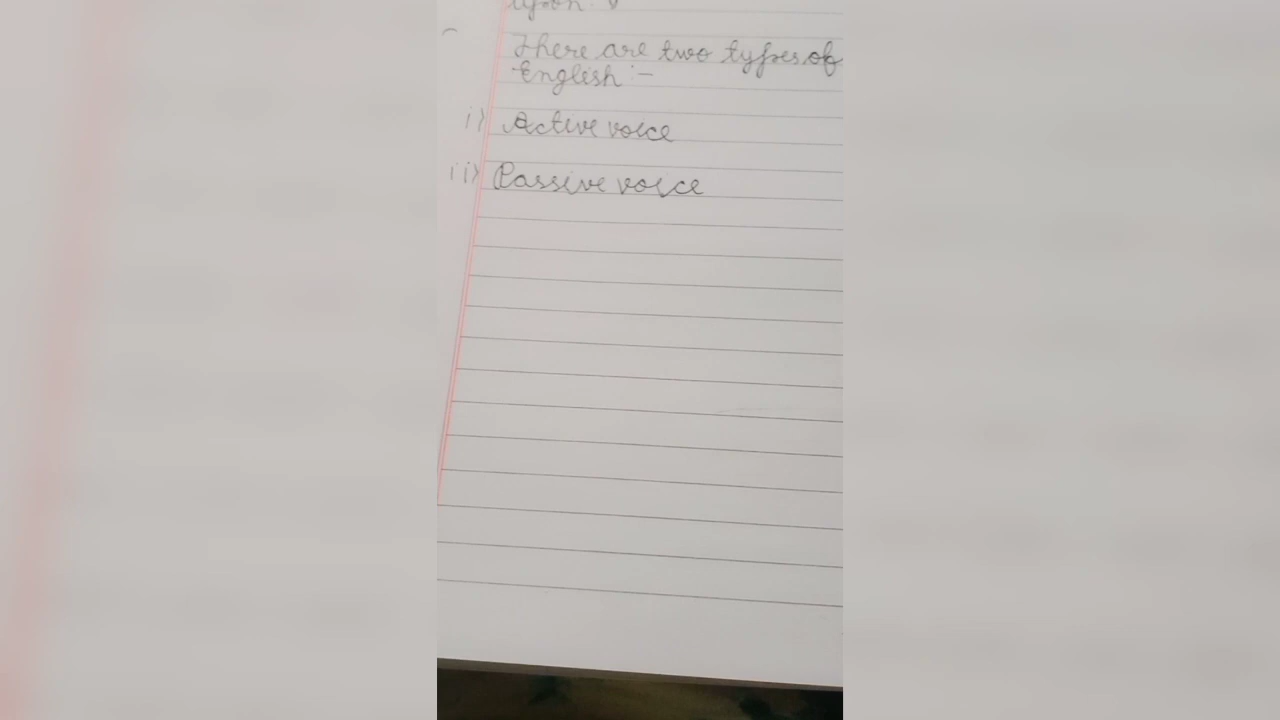 There are two types of
English :-
i) Active voice
ii) Passive voice